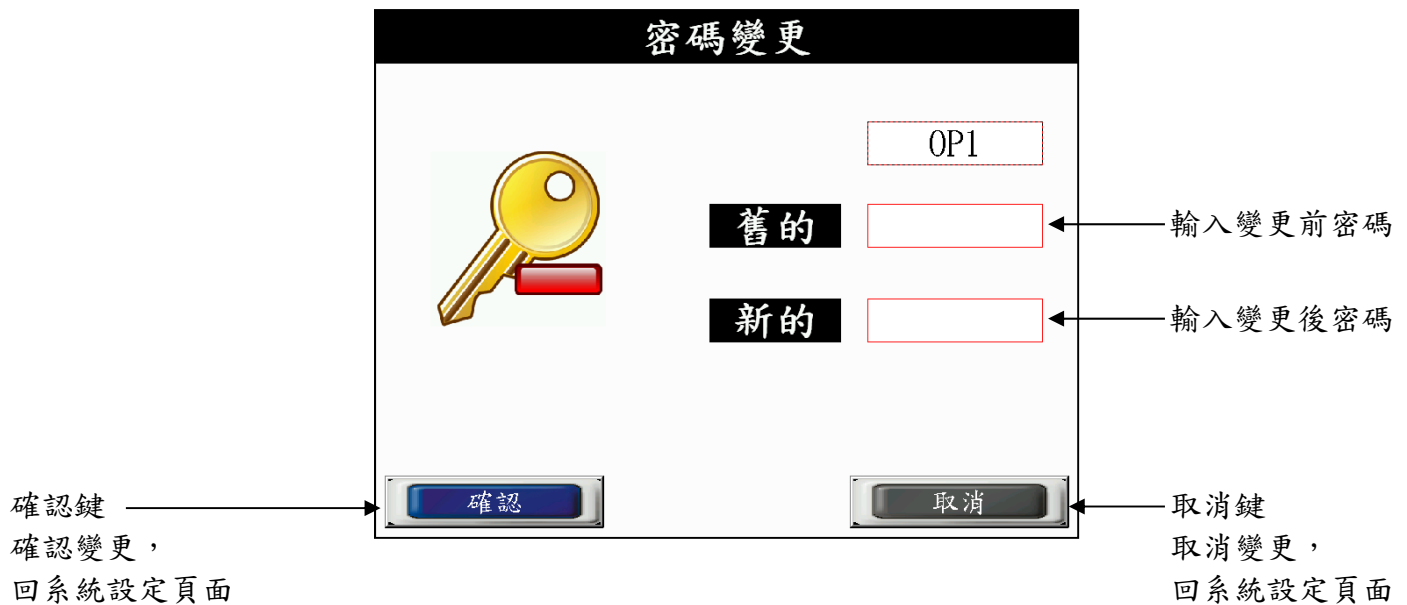 密碼變更
OP1
舊的
輸入變更前密碼
新的
輸入變更後密碼
確認
取消
確認鍵
確認變更，
回系統設定頁面
取消鍵
取消變更，
回系統設定頁面